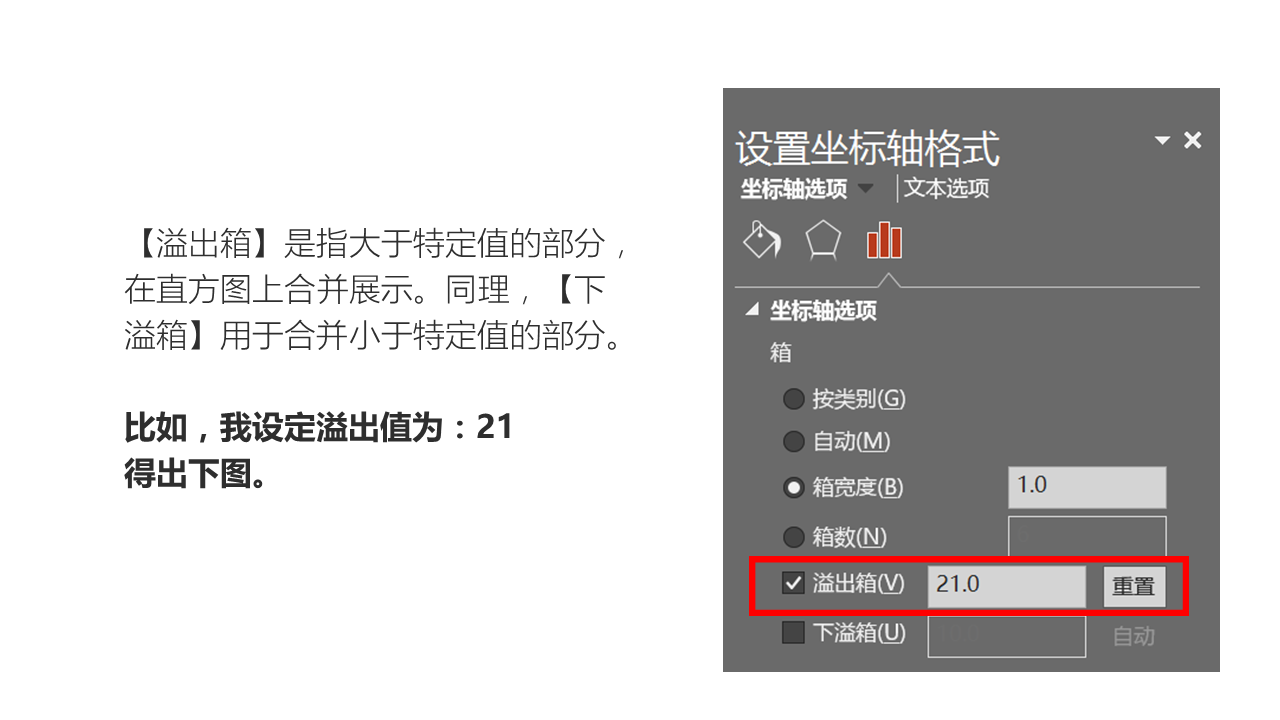 【溢出箱】是指大于特定值的部分，
在直方图上合并展示。同理，【下
溢箱】用于合并小于特定值的部分。
比如，我设定溢出值为：21
得出下图。
设置坐标轴格式
坐标轴选项
文本选项
坐标轴选项
箱
按类别(G)
自动(M)
箱宽度(B) 1.0
箱数(N)
溢出箱(V) 21.0 重置
下溢箱(U) 自动